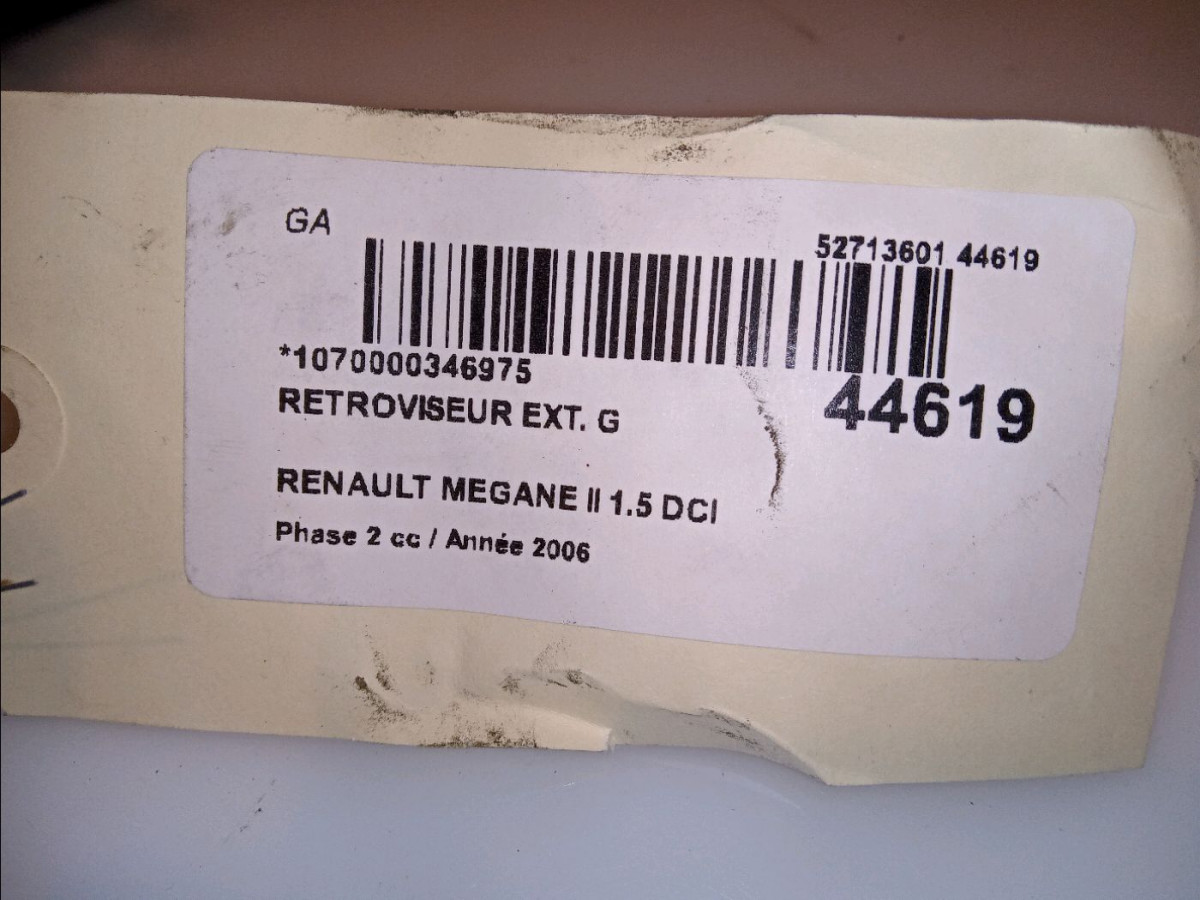 GA
52713601 44619
*1070000346975
44619
RETROVISEUR EXT. G
RENAULT MEGANE II 1.5 DCI
Phase 2 cc / Année 2006